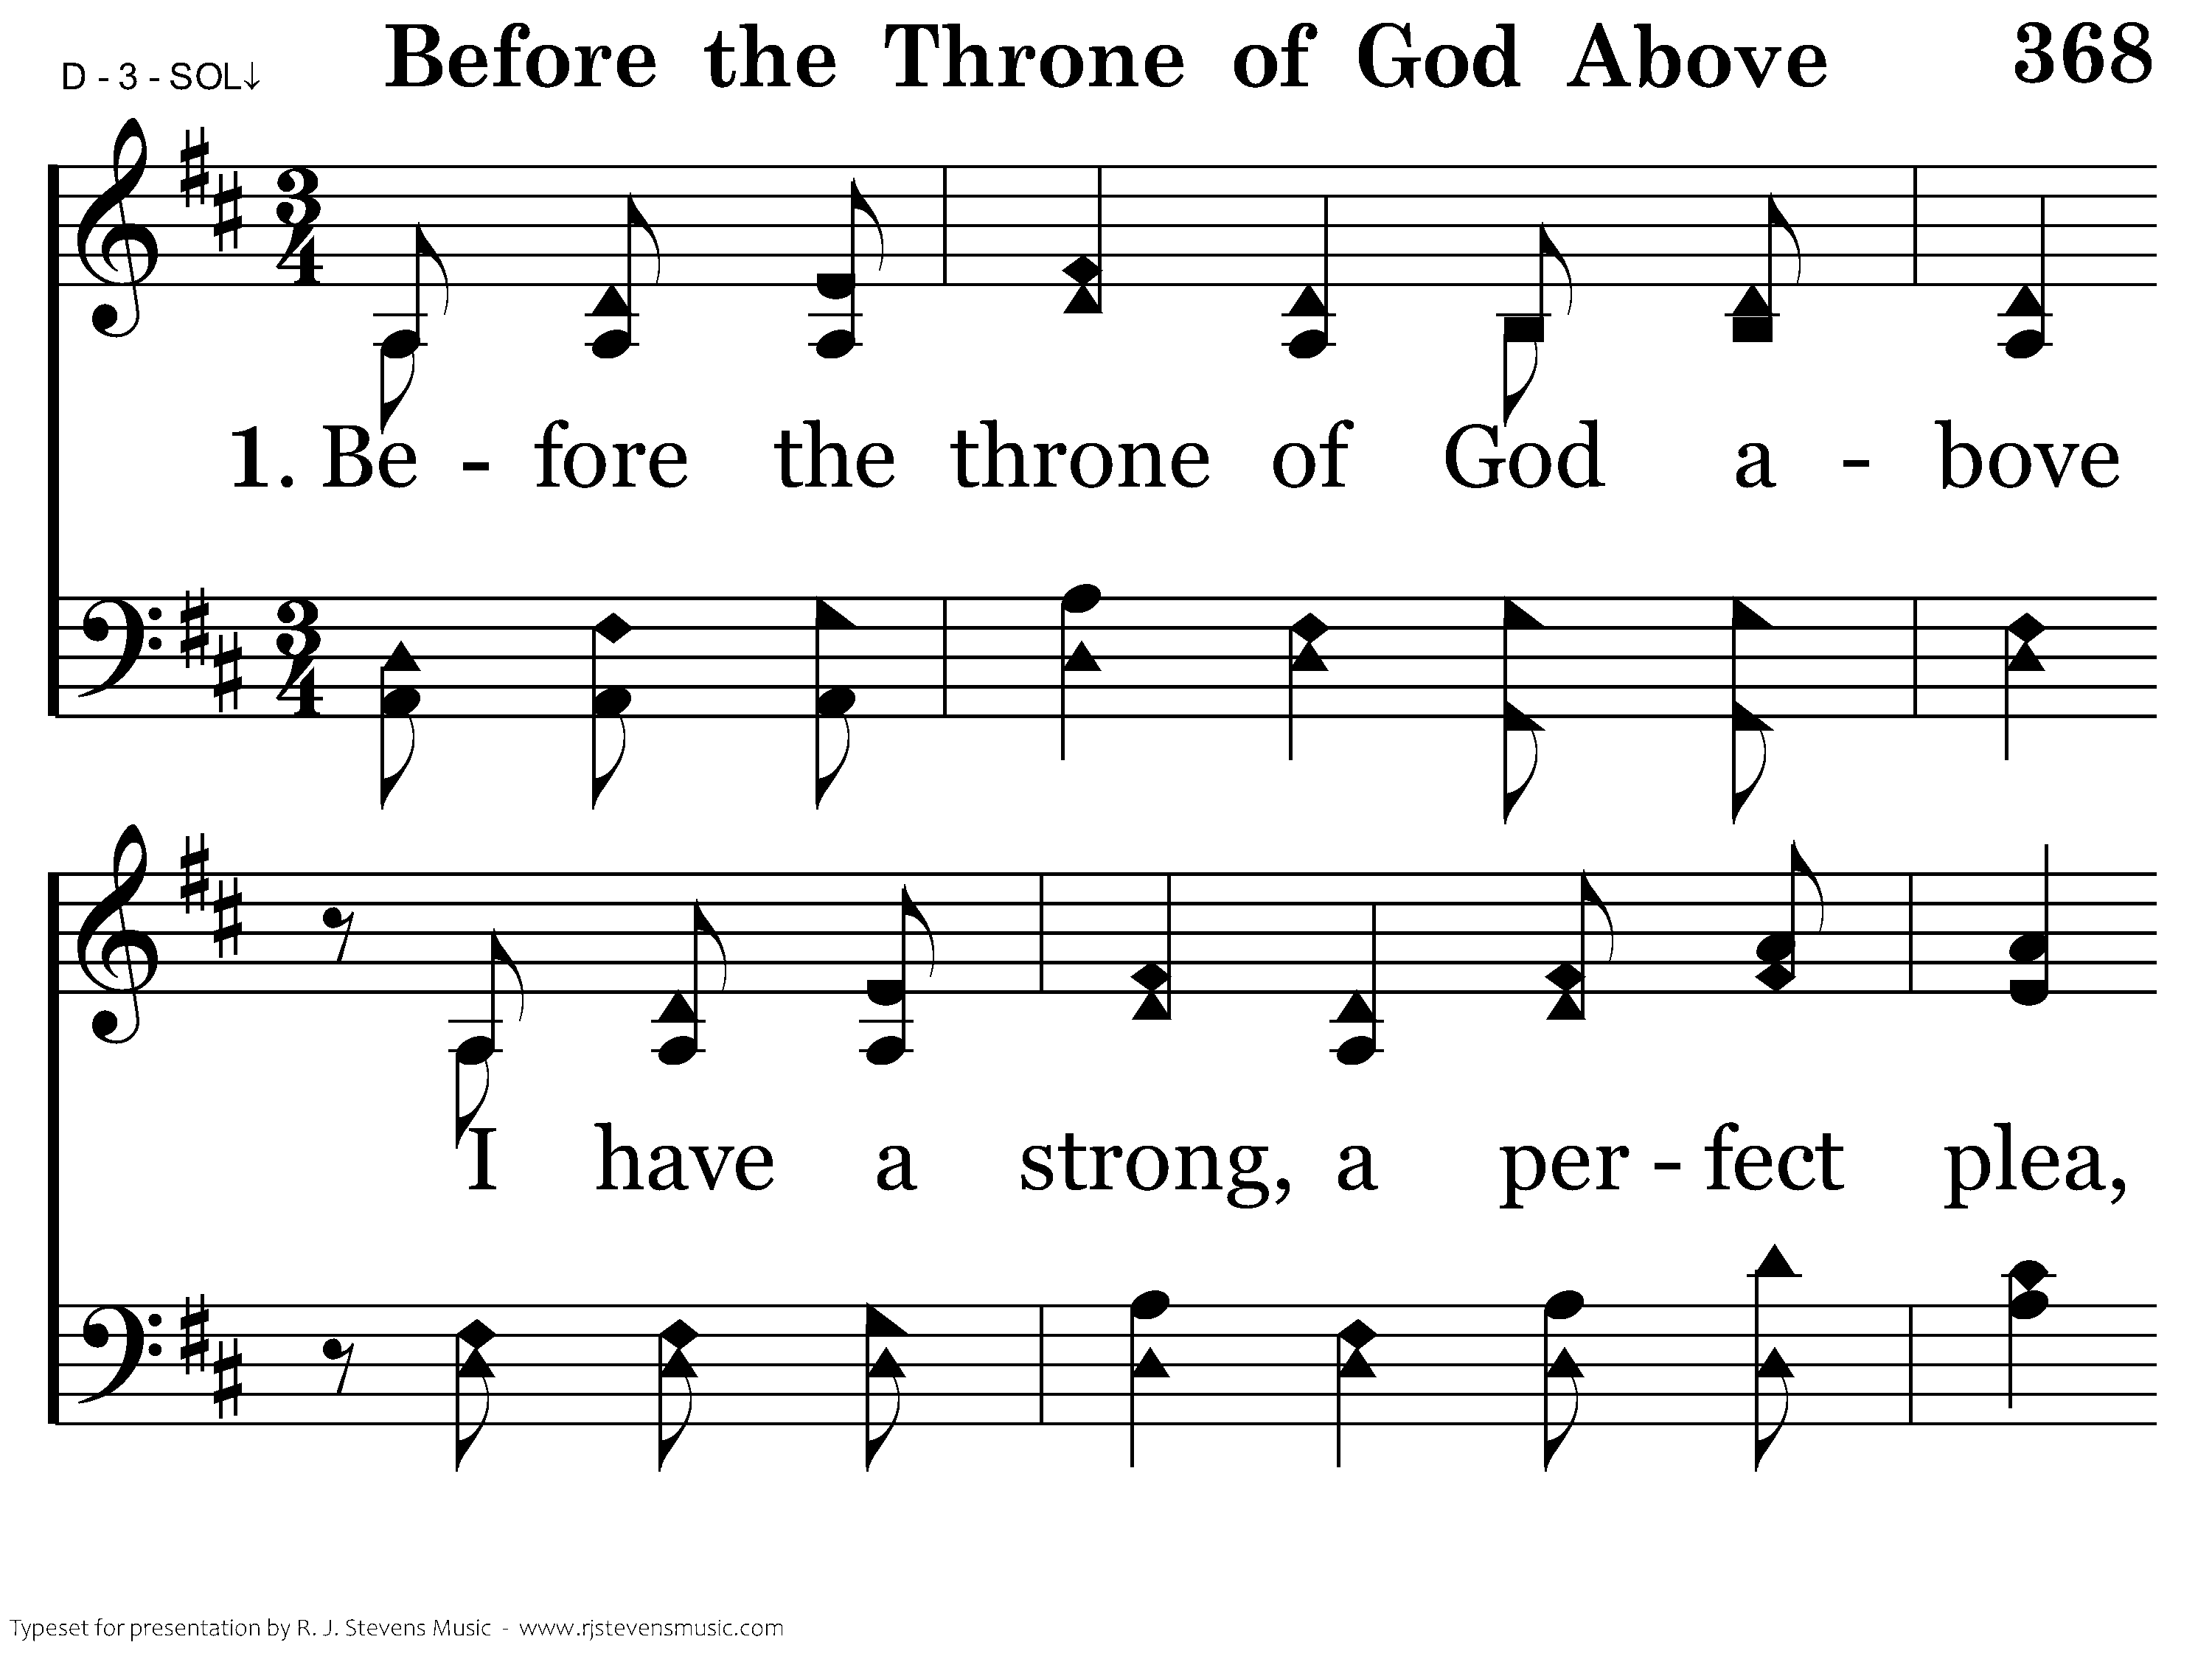 D - 3 - SOL↓ Before the Throne of God Above 368
1. Be - fore the throne of God a - bove
I have a strong, a per - fect plea,
Typeset for presentation by R. J. Stevens Music - www.rjstevensmusic.com